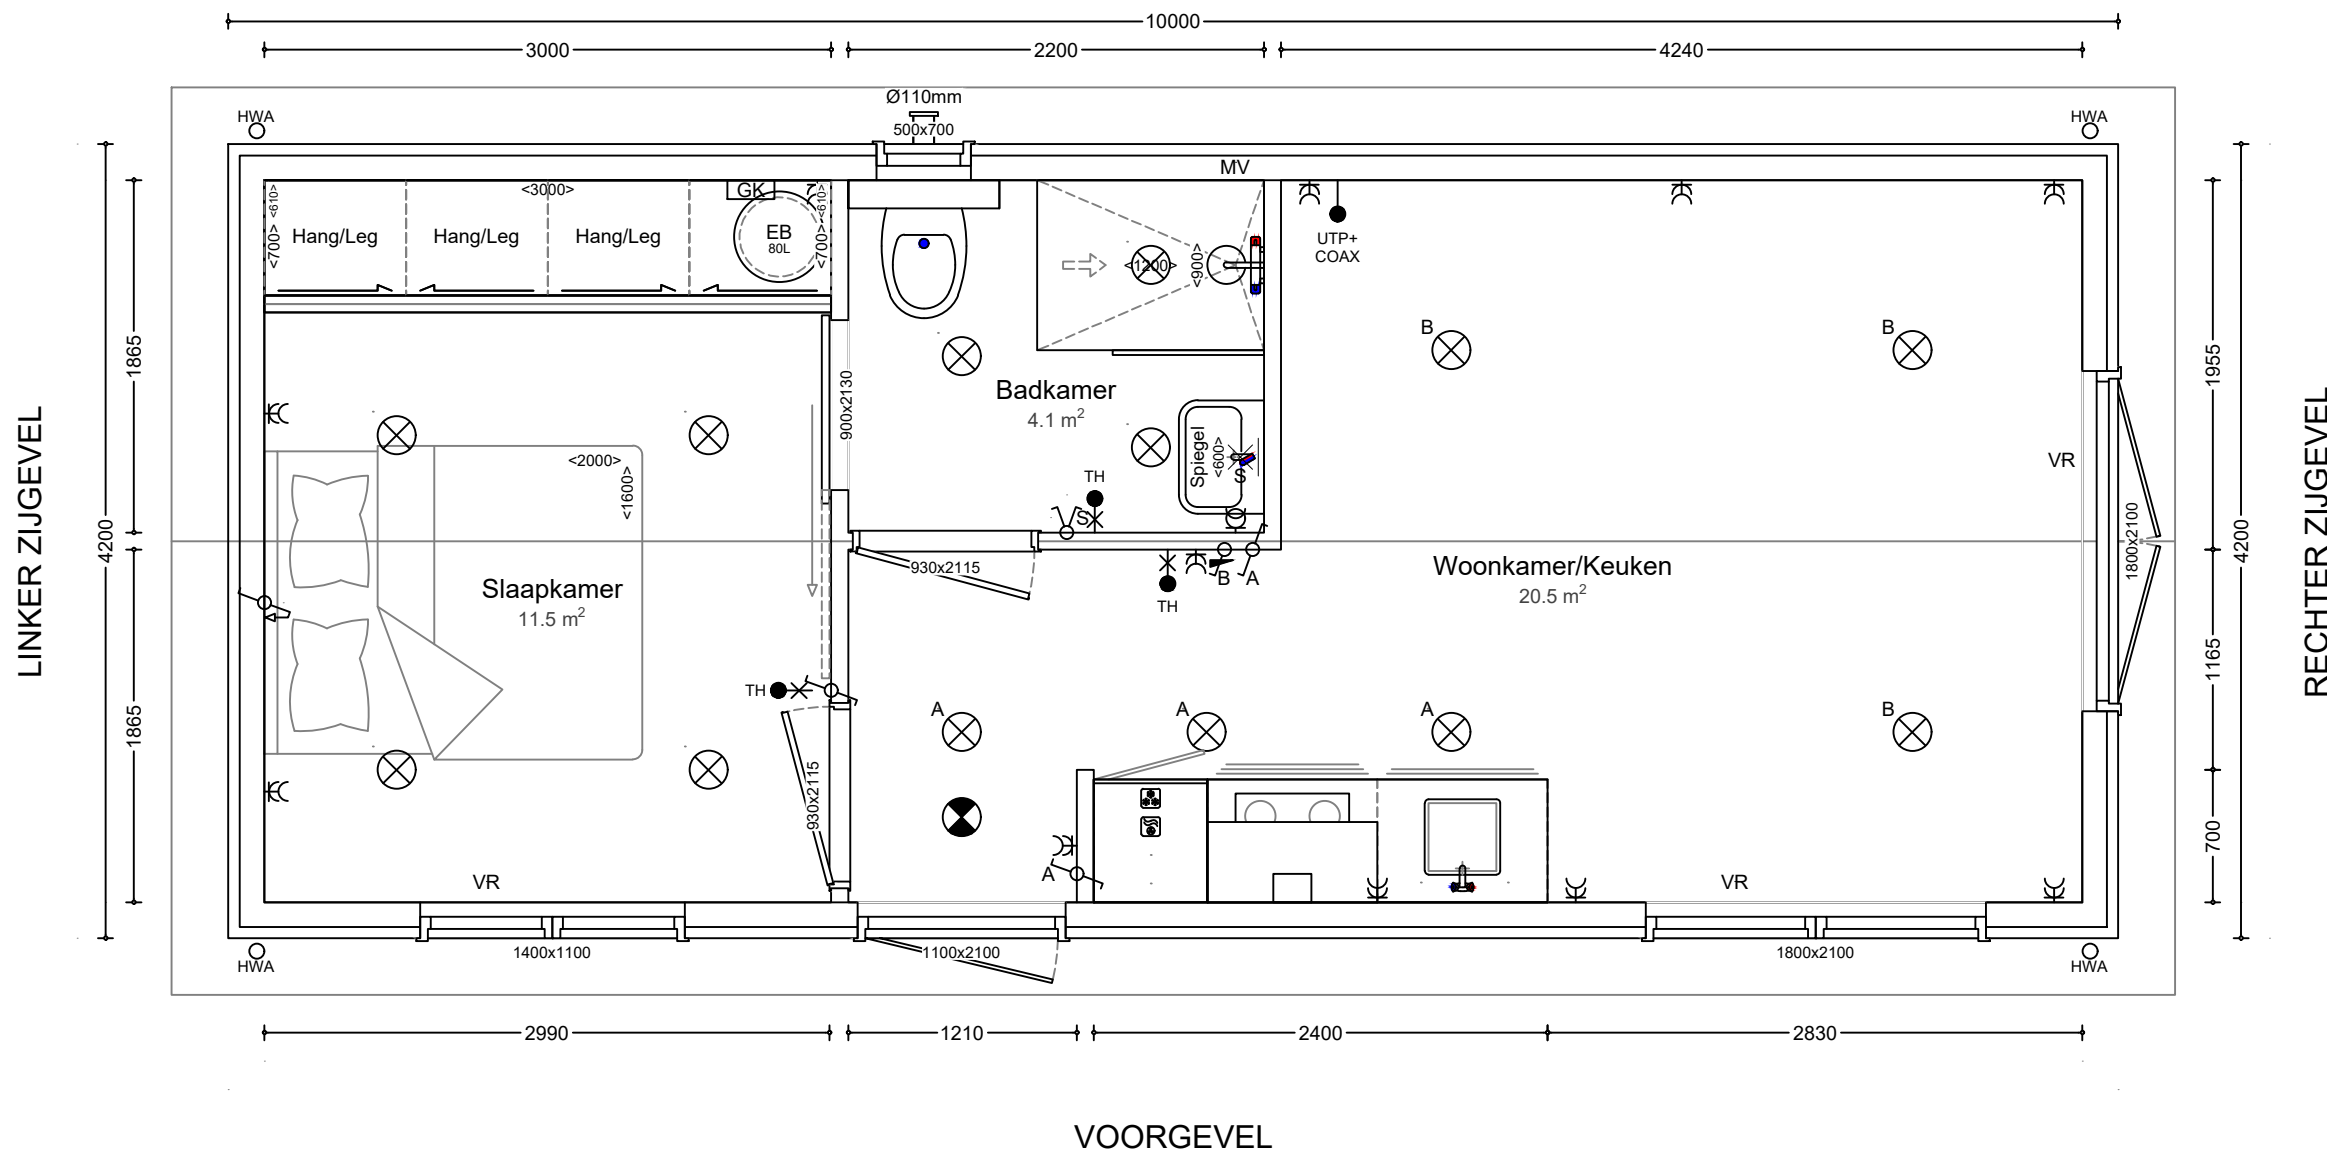 10000
3000
2200
4240
Ø110mm
500x700
HWA
HWA
MV
<610>
<700>
Hang/Leg
Hang/Leg
<3000>
Hang/Leg
GK
EB
80L
<610>
<700>
<1200>
<900>
UTP+
COAX
B
B
1865
1955
900x2130
Badkamer
4.1 m²
Spiegel
<600>
S
TH
S
<2000>
<1600>
VR
1800x2100
LINKER ZIJGEVEL
4200
4200
RECHTER ZIJGEVEL
930x2115
B
A
TH
Woonkamer/Keuken
20.5 m²
Slaapkamer
11.5 m²
TH
1865
1165
A
A
A
B
930x2115
700
A
VR
VR
HWA
1400x1100
1100x2100
1800x2100
HWA
2990
1210
2400
2830
VOORGEVEL